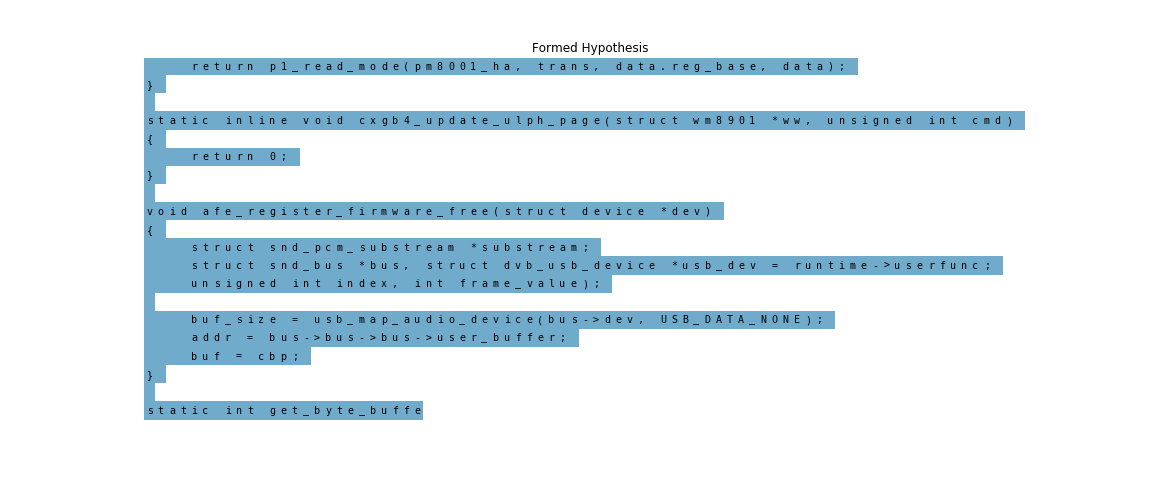 Formed Hypothesis
return p1_read_mode(pm8001_ha, trans, data.reg_base, data);
}
static inline void cxgb4_update_ulph_page(struct wm8901 *ww, unsigned int cmd)
{
return 0;
}
void afe_register_firmware_free(struct device *dev)
{
struct snd_pcm_substream *substream;
struct snd_bus *bus, struct dvb_usb_device *usb_dev = runtime->userfunc;
unsigned int index, int frame_value);
buf_size = usb_map_audio_device(bus->dev, USB_DATA_NONE);
addr = bus->bus->bus->user_buffer;
buf = cbp;
}
static int get_byte_buffe